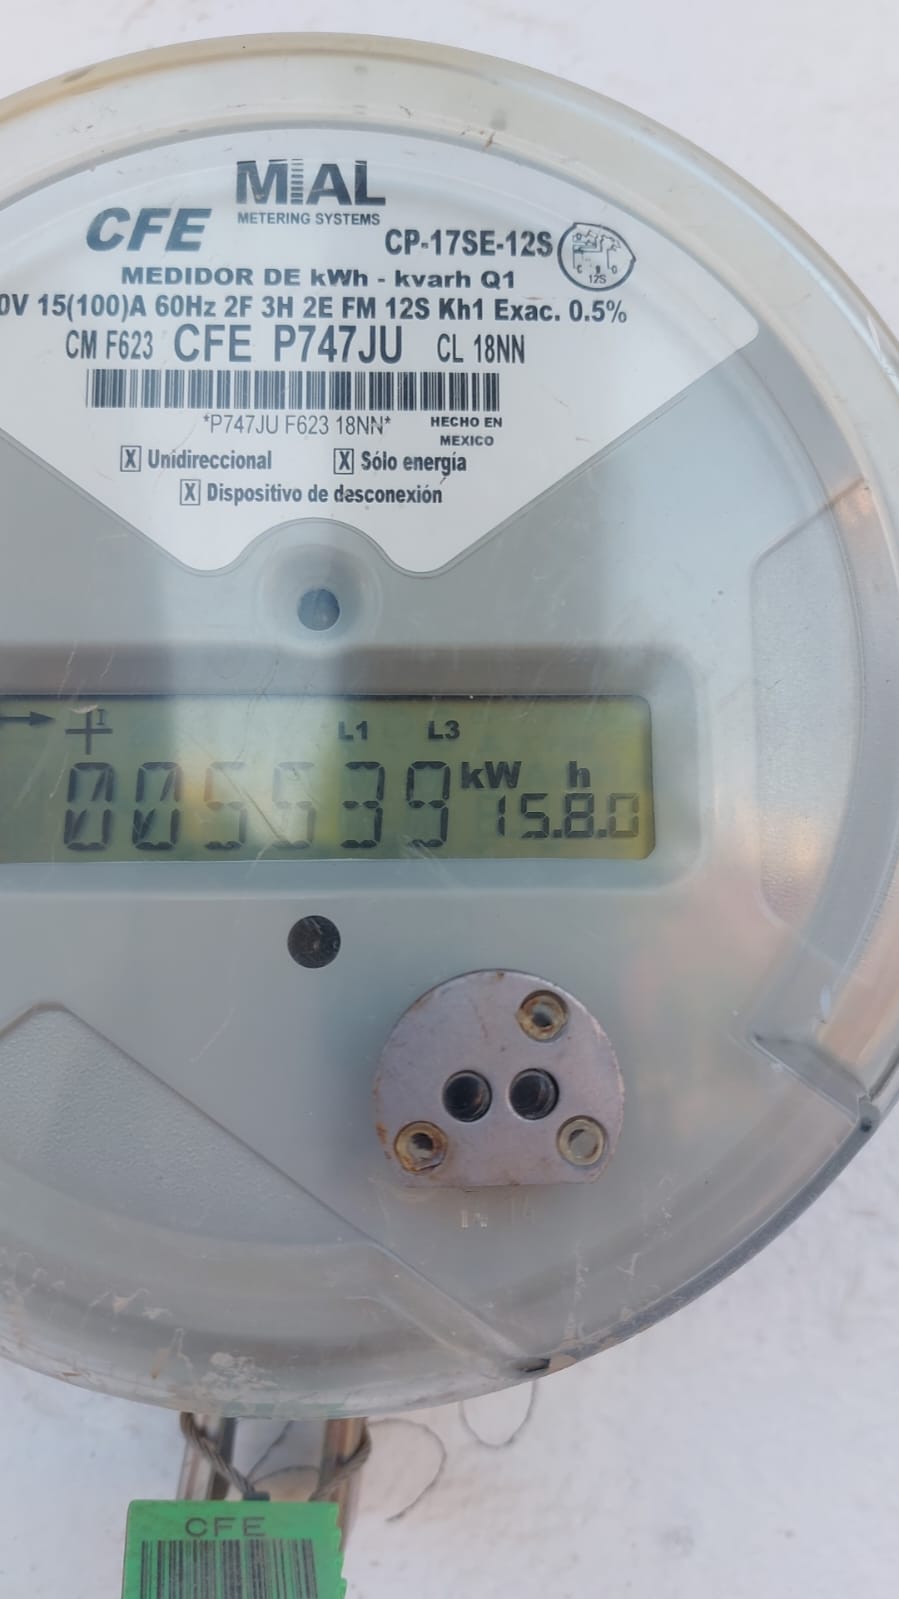 MIAL
METERING SYSTEMS
CFE
CP-17SE-12S
12S
MEDIDOR DE kWh - kvarh Q1
0V 15(100)A 60Hz 2F 3H 2E FM 12S Kh1 Exac. 0.5%
CM F623 CFE P747JU CL 18NN
*P747JU F623 18NN* HECHO EN MEXICO
X Unidireccional X Sólo energía
X Dispositivo de desconexión
L1 L3
005539 kW h 15.8.0
CFE